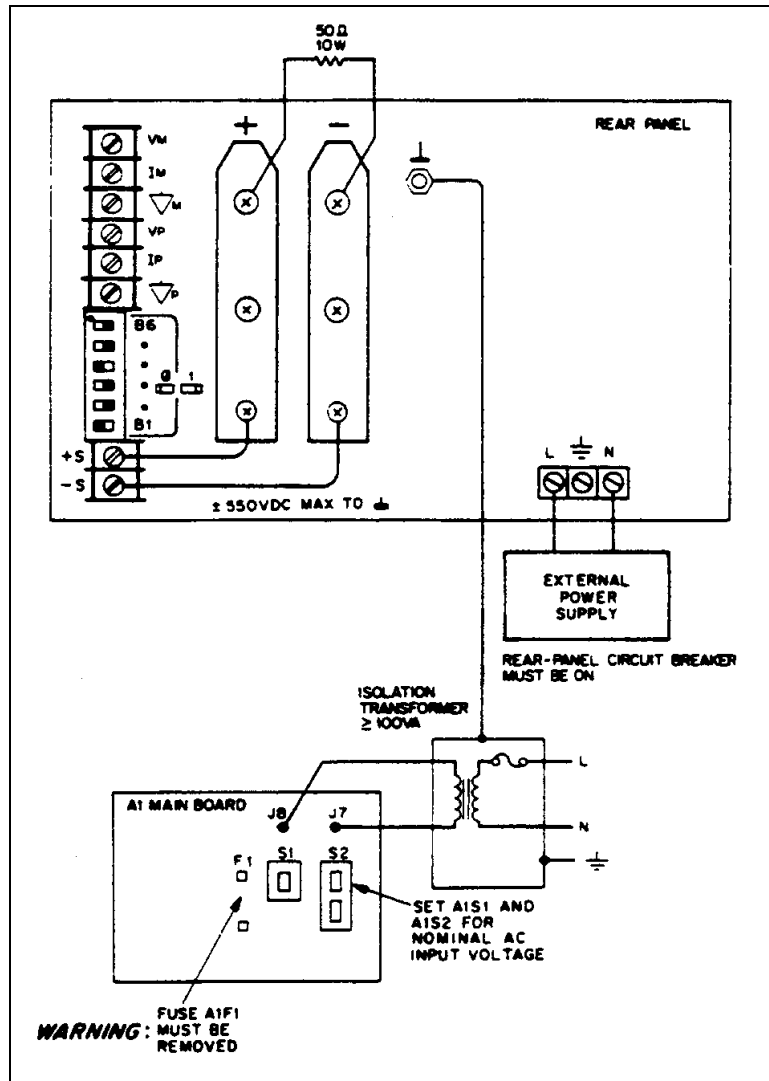 50Ω
10W
REAR PANEL
+ −
VM
IM
▽M
VP
IP
▽P
B6
0 1
B1
+S
−S
± 550VDC MAX TO ⏚
L ⏚ N
EXTERNAL
POWER
SUPPLY
REAR-PANEL CIRCUIT BREAKER
MUST BE ON
ISOLATION
TRANSFORMER
≥ 100VA
L
N
A1 MAIN BOARD
J8 J7
F1 S1 S2
SET A1S1 AND
A1S2 FOR
NOMINAL AC
INPUT VOLTAGE
WARNING: FUSE A1F1
MUST BE
REMOVED